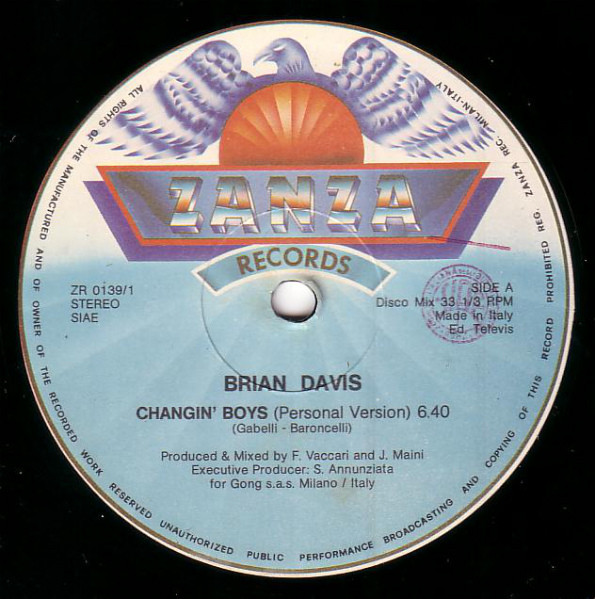 ZANZA
RECORDS
ZR 0139/1
STEREO
SIAE
SIDE A
Disco Mix 33 1/3 RPM
Made in Italy
Ed. Televis
BRIAN DAVIS
CHANGIN' BOYS (Personal Version) 6.40
(Gabelli - Baroncelli)
Produced & Mixed by F. Vaccari and J. Maini
Executive Producer: S. Annunziata
for Gong s.a.s. Milano / Italy
ALL RIGHTS OF THE MANUFACTURED AND OF OWNER OF THE RECORDED WORK RESERVED UNAUTHORIZED PUBLIC PERFORMANCE BROADCASTING AND COPYING OF THIS RECORD PROHIBITED REG. ZANZA REC. MILAN-ITALY